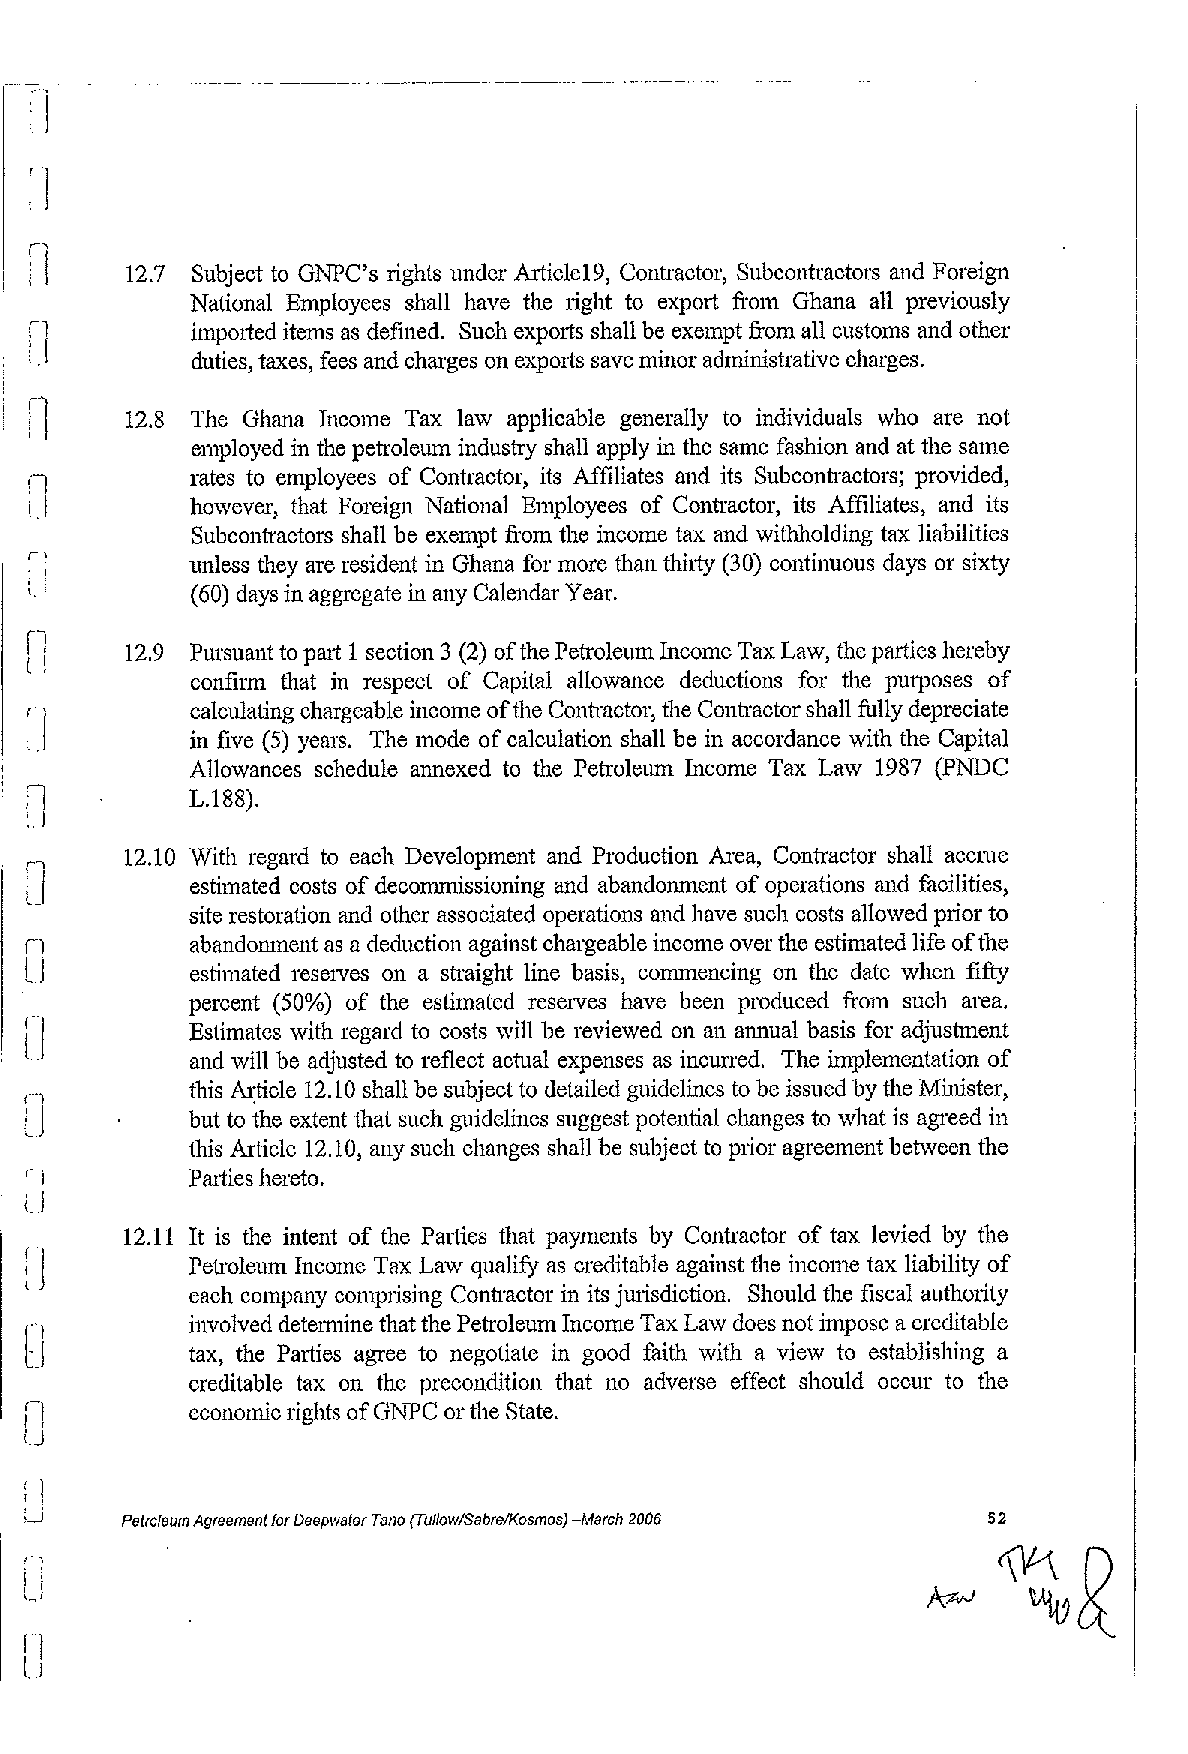 12.7 Subject to GNPC's rights under Article19, Contractor, Subcontractors and Foreign
National Employees shall have the right to export from Ghana all previously
imported items as defined. Such exports shall be exempt from all customs and other
duties, taxes, fees and charges on exports save minor administrative charges.
12.8 The Ghana Income Tax law applicable generally to individuals who are not
employed in the petroleum industry shall apply in the same fashion and at the same
rates to employees of Contractor, its Affiliates and its Subcontractors; provided,
however, that Foreign National Employees of Contractor, its Affiliates, and its
Subcontractors shall be exempt from the income tax and withholding tax liabilities
unless they are resident in Ghana for more than thirty (30) continuous days or sixty
(60) days in aggregate in any Calendar Year.
12.9 Pursuant to part 1 section 3 (2) of the Petroleum Income Tax Law, the parties hereby
confirm that in respect of Capital allowance deductions for the purposes of
calculating chargeable income of the Contractor, the Contractor shall fully depreciate
in five (5) years. The mode of calculation shall be in accordance with the Capital
Allowances schedule annexed to the Petroleum Income Tax Law 1987 (PNDC
L.188).
12.10 With regard to each Development and Production Area, Contractor shall accrue
estimated costs of decommissioning and abandonment of operations and facilities,
site restoration and other associated operations and have such costs allowed prior to
abandonment as a deduction against chargeable income over the estimated life of the
estimated reserves on a straight line basis, commencing on the date when fifty
percent (50%) of the estimated reserves have been produced from such area.
Estimates with regard to costs will be reviewed on an annual basis for adjustment
and will be adjusted to reflect actual expenses as incurred. The implementation of
this Article 12.10 shall be subject to detailed guidelines to be issued by the Minister,
but to the extent that such guidelines suggest potential changes to what is agreed in
this Article 12.10, any such changes shall be subject to prior agreement between the
Parties hereto.
12.11 It is the intent of the Parties that payments by Contractor of tax levied by the
Petroleum Income Tax Law qualify as creditable against the income tax liability of
each company comprising Contractor in its jurisdiction. Should the fiscal authority
involved determine that the Petroleum Income Tax Law does not impose a creditable
tax, the Parties agree to negotiate in good faith with a view to establishing a
creditable tax on the precondition that no adverse effect should occur to the
economic rights of GNPC or the State.
Petroleum Agreement for Deepwater Tano (Tullow/Sabre/Kosmos) –March 2006 52